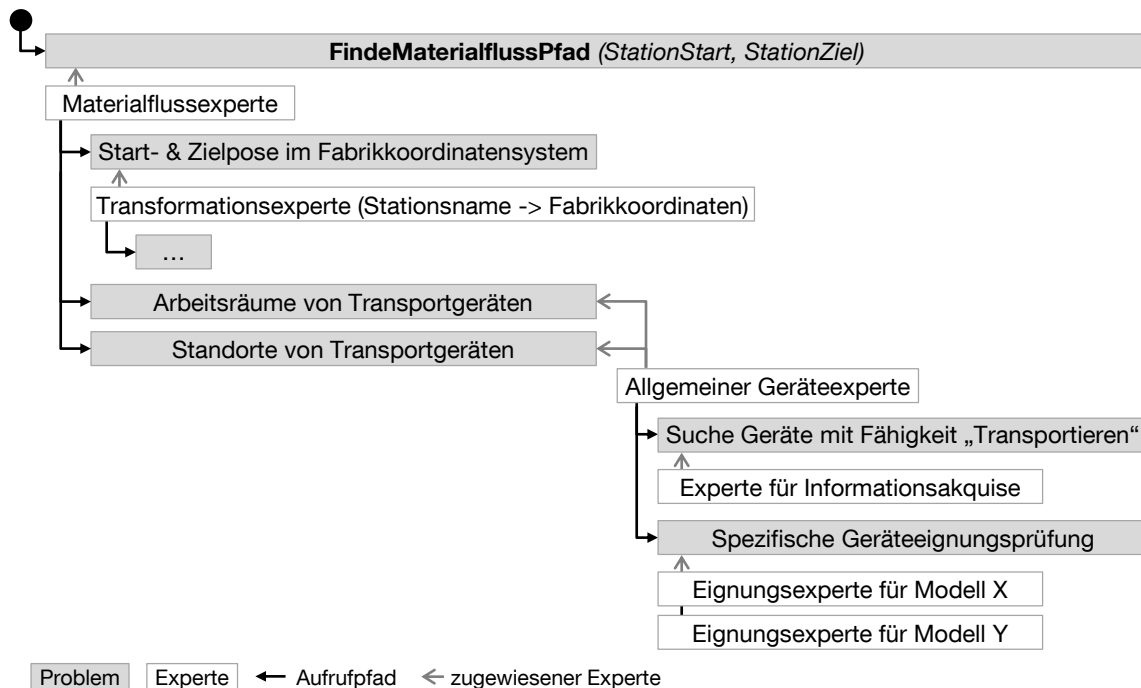 FindeMaterialflussPfad (StationStart, StationZiel)
Materialflussexperte
Start- & Zielpose im Fabrikkoordinatensystem
Transformationsexperte (Stationsname -> Fabrikkoordinaten)
...
Arbeitsräume von Transportgeräten
Standorte von Transportgeräten
Allgemeiner Geräteexperte
Suche Geräte mit Fähigkeit „Transportieren“
Experte für Informationsakquise
Spezifische Geräteeignungsprüfung
Eignungsexperte für Modell X
Eignungsexperte für Modell Y
Problem Experte Aufrufpfad zugewiesener Experte